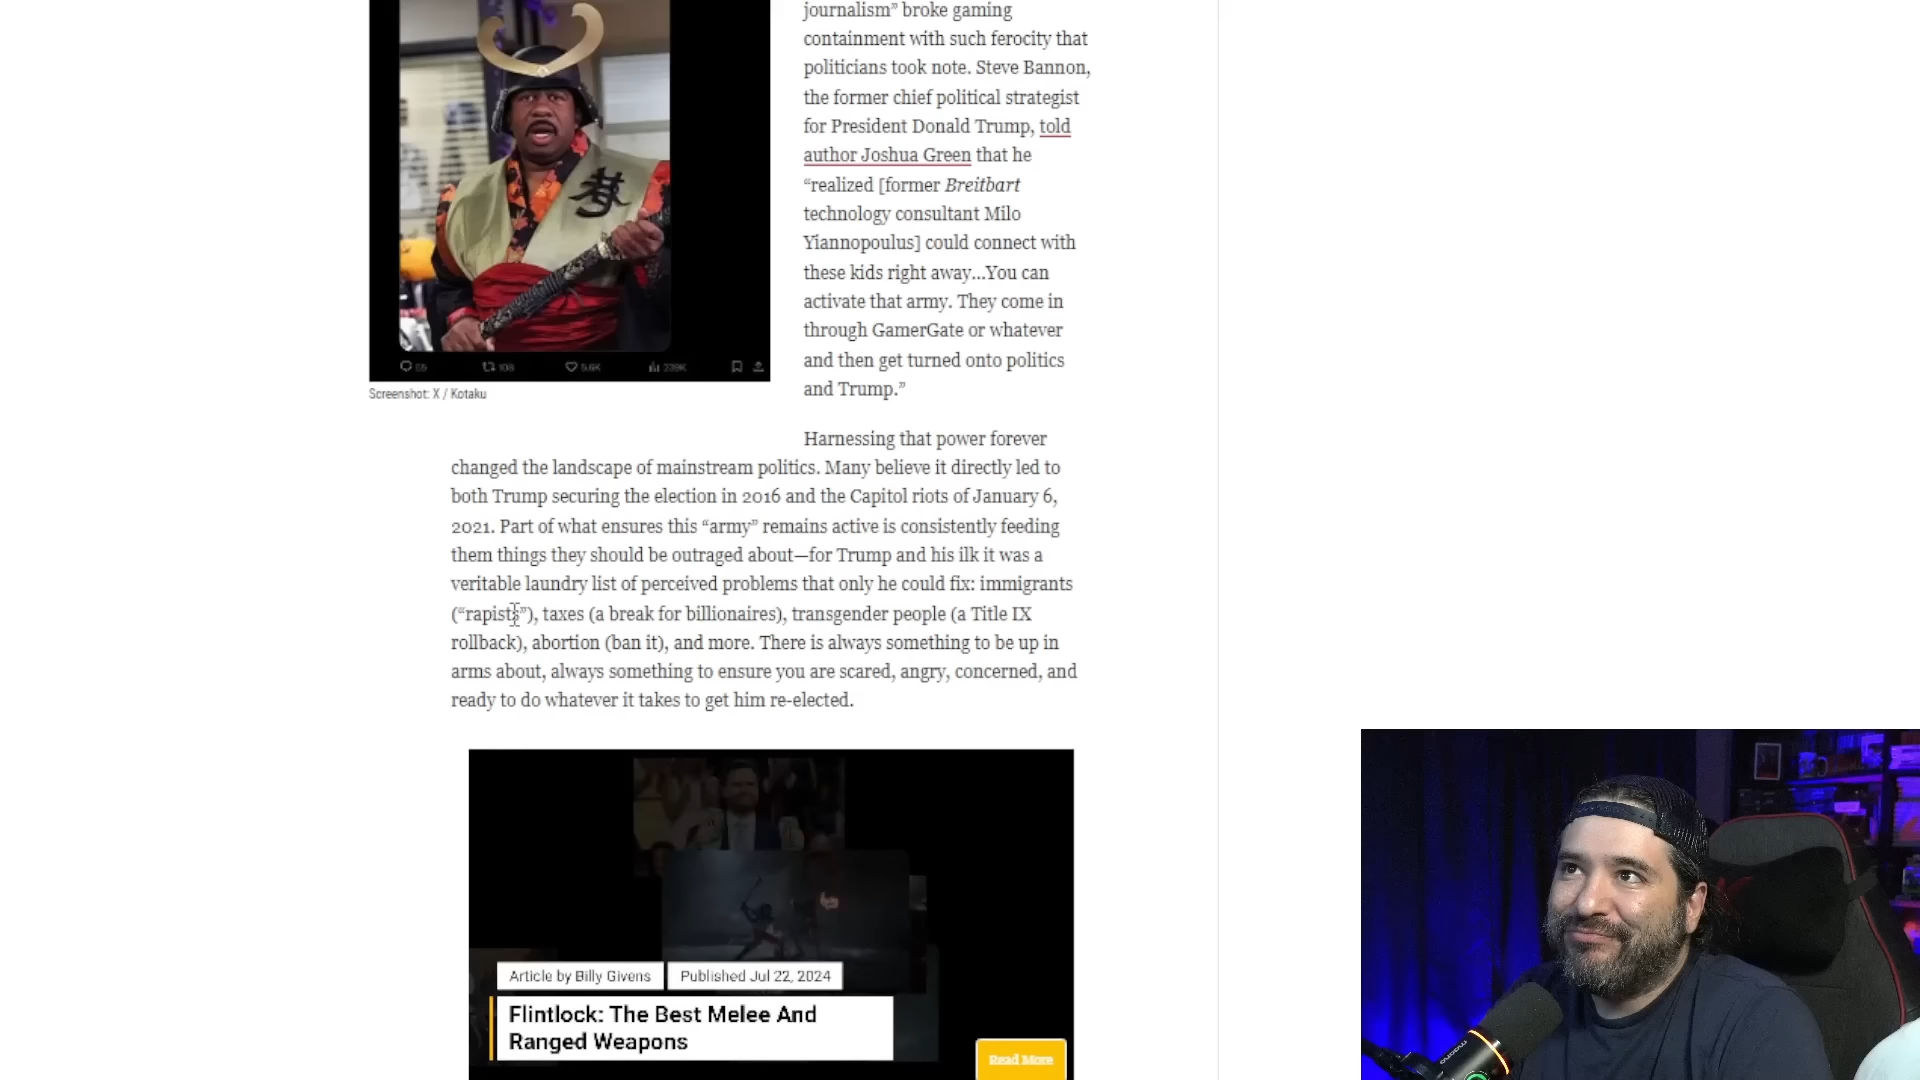 journalism” broke gaming
containment with such ferocity that
politicians took note. Steve Bannon,
the former chief political strategist
for President Donald Trump, told
author Joshua Green that he
“realized [former Breitbart
technology consultant Milo
Yiannopoulus] could connect with
these kids right away...You can
activate that army. They come in
through GamerGate or whatever
and then get turned onto politics
and Trump.”
108
5.6K
239K
Screenshot: X / Kotaku
Harnessing that power forever
changed the landscape of mainstream politics. Many believe it directly led to
both Trump securing the election in 2016 and the Capitol riots of January 6,
2021. Part of what ensures this “army” remains active is consistently feeding
them things they should be outraged about—for Trump and his ilk it was a
veritable laundry list of perceived problems that only he could fix: immigrants
(“rapists”), taxes (a break for billionaires), transgender people (a Title IX
rollback), abortion (ban it), and more. There is always something to be up in
arms about, always something to ensure you are scared, angry, concerned, and
ready to do whatever it takes to get him re-elected.
Article by Billy Givens
Published Jul 22, 2024
Flintlock: The Best Melee And
Ranged Weapons
Read More